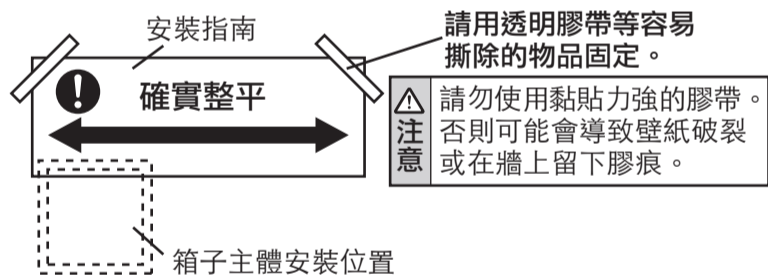 安裝指南
請用透明膠帶等容易
撕除的物品固定。
確實整平
注意
請勿使用黏貼力強的膠帶。
否則可能會導致壁紙破裂
或在牆上留下膠痕。
箱子主體安裝位置